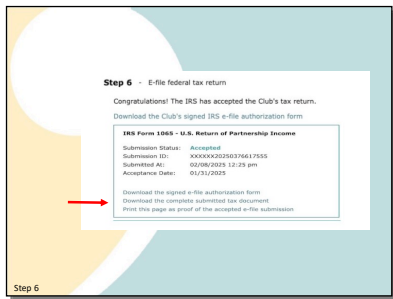 Step 6 - E-file federal tax return
Congratulations! The IRS has accepted the Club's tax return.
Download the Club's signed IRS e-file authorization form
IRS Form 1065 - U.S. Return of Partnership Income
Submission Status: Accepted
Submission ID: XXXXXX20250376617555
Submitted At: 02/08/2025 12:25 pm
Acceptance Date: 01/31/2025
Download the signed e-file authorization form
Download the complete submitted tax document
Print this page as proof of the accepted e-file submission
Step 6